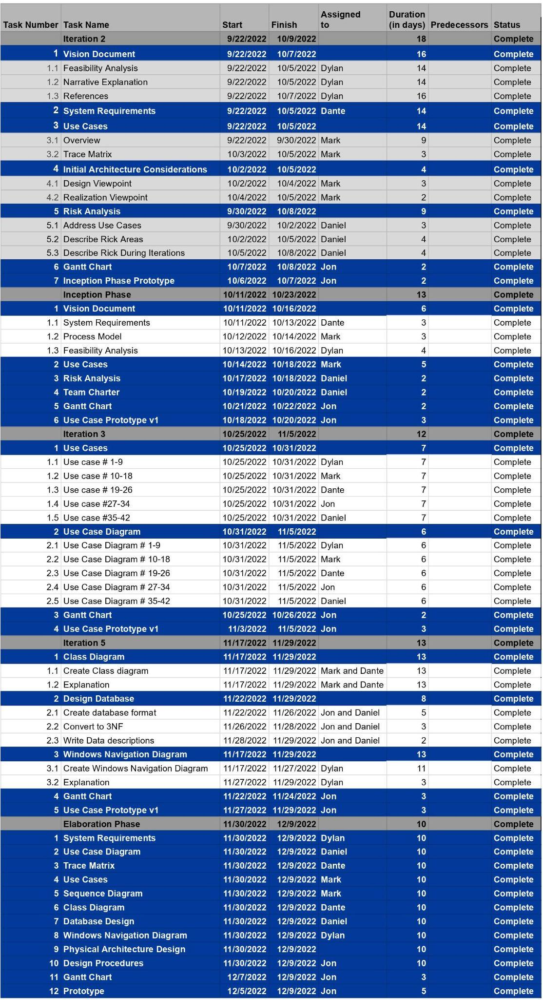 Task Number Task Name Start Finish Assigned to Duration (in days) Predecessors Status
Iteration 2 9/22/2022 10/9/2022 18 Complete
1 Vision Document 9/22/2022 10/7/2022 16 Complete
1.1 Feasibility Analysis 9/22/2022 10/5/2022 Dylan 14 Complete
1.2 Narrative Explanation 9/22/2022 10/5/2022 Dylan 14 Complete
1.3 References 9/22/2022 10/7/2022 Dylan 16 Complete
2 System Requirements 9/22/2022 10/5/2022 Dante 14 Complete
3 Use Cases 9/22/2022 10/5/2022 14 Complete
3.1 Overview 9/22/2022 9/30/2022 Mark 9 Complete
3.2 Trace Matrix 10/3/2022 10/5/2022 Mark 3 Complete
4 Initial Architecture Considerations 10/2/2022 10/5/2022 4 Complete
4.1 Design Viewpoint 10/2/2022 10/4/2022 Mark 3 Complete
4.2 Realization Viewpoint 10/4/2022 10/5/2022 Mark 2 Complete
5 Risk Analysis 9/30/2022 10/8/2022 9 Complete
5.1 Address Use Cases 9/30/2022 10/2/2022 Daniel 3 Complete
5.2 Describe Rick Areas 10/2/2022 10/5/2022 Daniel 4 Complete
5.3 Describe Rick During Iterations 10/5/2022 10/8/2022 Daniel 4 Complete
6 Gantt Chart 10/7/2022 10/8/2022 Jon 2 Complete
7 Inception Phase Prototype 10/6/2022 10/7/2022 Jon 2 Complete
Inception Phase 10/11/2022 10/23/2022 13 Complete
1 Vision Document 10/11/2022 10/16/2022 6 Complete
1.1 System Requirements 10/11/2022 10/13/2022 Dante 3 Complete
1.2 Process Model 10/12/2022 10/14/2022 Mark 3 Complete
1.3 Feasibility Analysis 10/13/2022 10/16/2022 Dylan 4 Complete
2 Use Cases 10/14/2022 10/18/2022 Mark 5 Complete
3 Risk Analysis 10/17/2022 10/18/2022 Daniel 2 Complete
4 Team Charter 10/19/2022 10/20/2022 Daniel 2 Complete
5 Gantt Chart 10/21/2022 10/22/2022 Jon 2 Complete
6 Use Case Prototype v1 10/18/2022 10/20/2022 Jon 3 Complete
Iteration 3 10/25/2022 11/5/2022 12 Complete
1 Use Cases 10/25/2022 10/31/2022 7 Complete
1.1 Use case # 1-9 10/25/2022 10/31/2022 Dylan 7 Complete
1.2 Use case # 10-18 10/25/2022 10/31/2022 Mark 7 Complete
1.3 Use case # 19-26 10/25/2022 10/31/2022 Dante 7 Complete
1.4 Use case #27-34 10/25/2022 10/31/2022 Jon 7 Complete
1.5 Use case #35-42 10/25/2022 10/31/2022 Daniel 7 Complete
2 Use Case Diagram 10/31/2022 11/5/2022 6 Complete
2.1 Use Case Diagram # 1-9 10/31/2022 11/5/2022 Dylan 6 Complete
2.2 Use Case Diagram # 10-18 10/31/2022 11/5/2022 Mark 6 Complete
2.3 Use Case Diagram # 19-26 10/31/2022 11/5/2022 Dante 6 Complete
2.4 Use Case Diagram # 27-34 10/31/2022 11/5/2022 Jon 6 Complete
2.5 Use Case Diagram # 35-42 10/31/2022 11/5/2022 Daniel 6 Complete
3 Gantt Chart 10/25/2022 10/26/2022 Jon 2 Complete
4 Use Case Prototype v1 11/3/2022 11/5/2022 Jon 3 Complete
Iteration 5 11/17/2022 11/29/2022 13 Complete
1 Class Diagram 11/17/2022 11/29/2022 13 Complete
1.1 Create Class diagram 11/17/2022 11/29/2022 Mark and Dante 13 Complete
1.2 Explanation 11/17/2022 11/29/2022 Mark and Dante 13 Complete
2 Design Database 11/22/2022 11/29/2022 8 Complete
2.1 Create database format 11/22/2022 11/26/2022 Jon and Daniel 5 Complete
2.2 Convert to 3NF 11/26/2022 11/28/2022 Jon and Daniel 3 Complete
2.3 Write Data descriptions 11/28/2022 11/29/2022 Jon and Daniel 2 Complete
3 Windows Navigation Diagram 11/17/2022 11/29/2022 13 Complete
3.1 Create Windows Navigation Diagram 11/17/2022 11/27/2022 Dylan 11 Complete
3.2 Explanation 11/27/2022 11/29/2022 Dylan 3 Complete
4 Gantt Chart 11/22/2022 11/24/2022 Jon 3 Complete
5 Use Case Prototype v1 11/27/2022 11/29/2022 Jon 3 Complete
Elaboration Phase 11/30/2022 12/9/2022 10 Complete
1 System Requirements 11/30/2022 12/9/2022 Dylan 10 Complete
2 Use Case Diagram 11/30/2022 12/9/2022 Daniel 10 Complete
3 Trace Matrix 11/30/2022 12/9/2022 Dante 10 Complete
4 Use Cases 11/30/2022 12/9/2022 Mark 10 Complete
5 Sequence Diagram 11/30/2022 12/9/2022 Mark 10 Complete
6 Class Diagram 11/30/2022 12/9/2022 Dante 10 Complete
7 Database Design 11/30/2022 12/9/2022 Daniel 10 Complete
8 Windows Navigation Diagram 11/30/2022 12/9/2022 Dylan 10 Complete
9 Physical Architecture Design 11/30/2022 12/9/2022 10 Complete
10 Design Procedures 11/30/2022 12/9/2022 Jon 10 Complete
11 Gantt Chart 12/7/2022 12/9/2022 Jon 3 Complete
12 Prototype 12/5/2022 12/9/2022 Jon 5 Complete